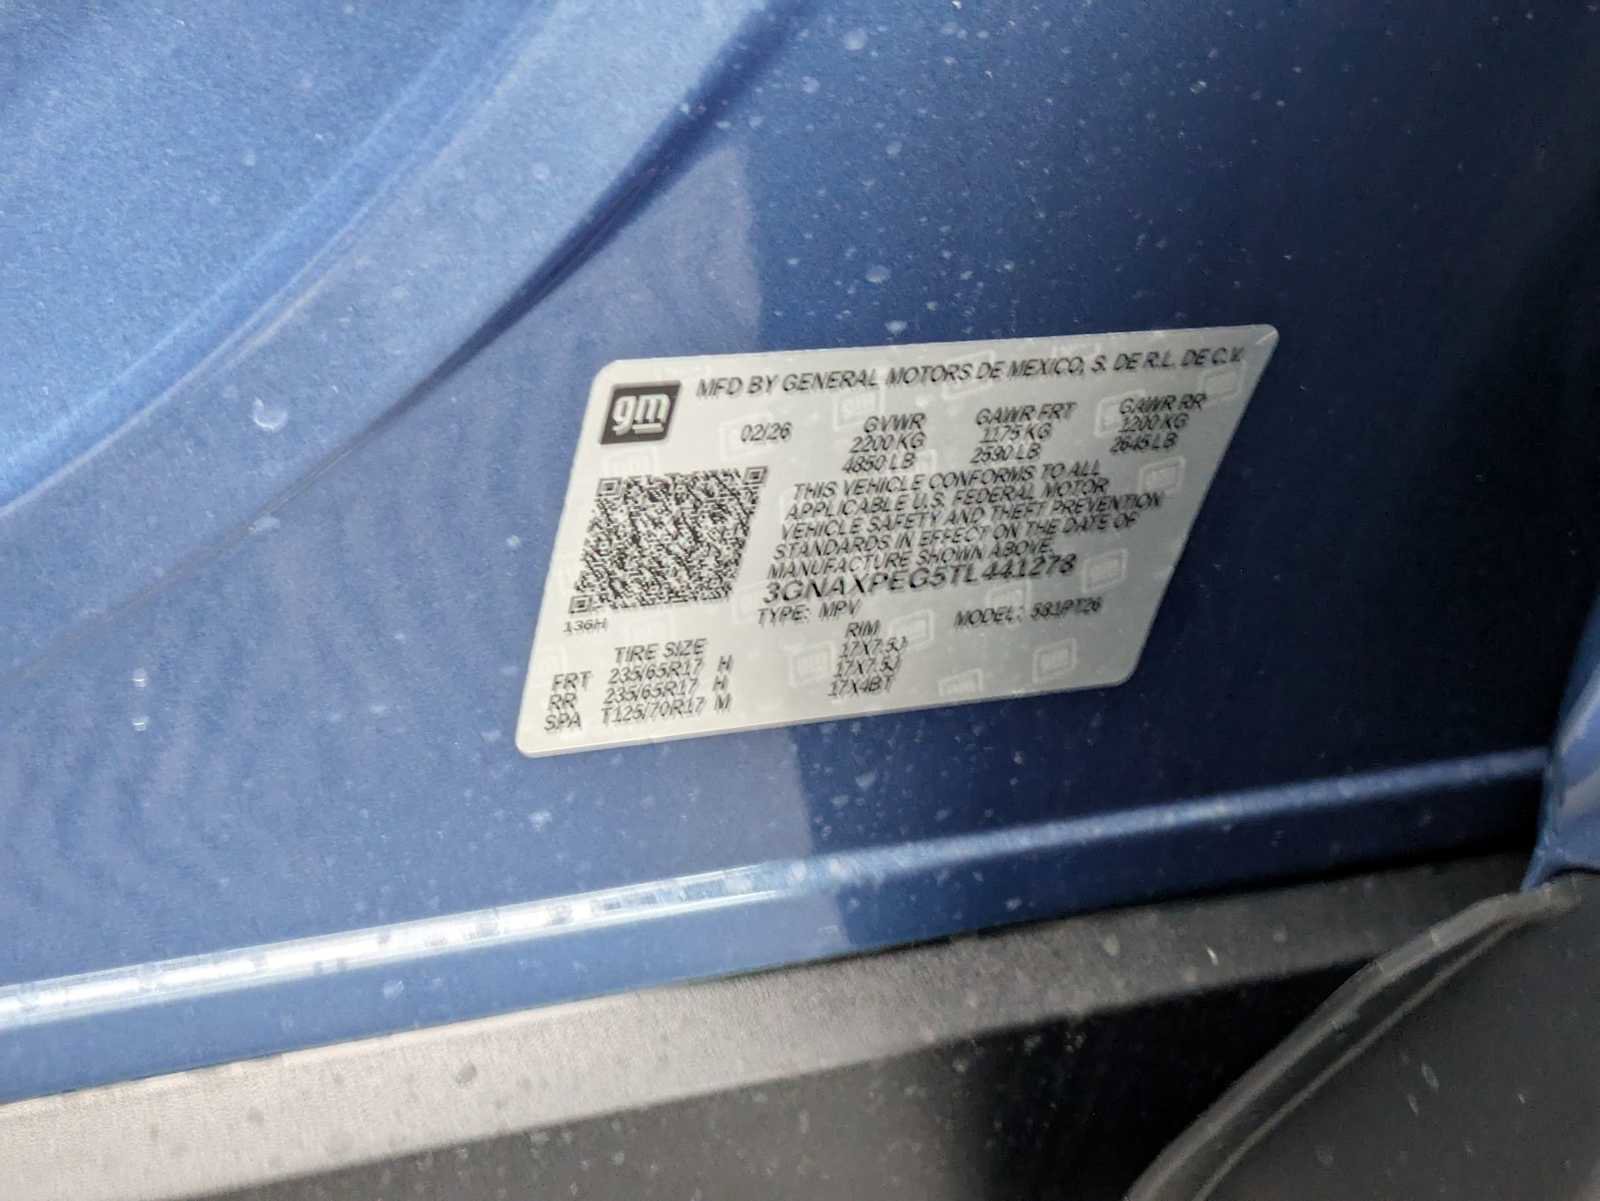 gm
MFD BY GENERAL MOTORS DE MEXICO, S. DE R.L. DE C.V.
02/26 GVWR GAWR FRT GAWR RR
2200 KG 1175 KG 1200 KG
4850 LB 2590 LB 2645 LB
THIS VEHICLE CONFORMS TO ALL
APPLICABLE U.S. FEDERAL MOTOR
VEHICLE SAFETY AND THEFT PREVENTION
STANDARDS IN EFFECT ON THE DATE OF
MANUFACTURE SHOWN ABOVE.
3GNAXPEG5TL441278
TYPE: MPV MODEL:
136H
TIRE SIZE RIM
FRT 235/65R17 H 17X7.5J
RR 235/65R17 H 17X7.5J
SPA T125/70R17 M 17X4BT